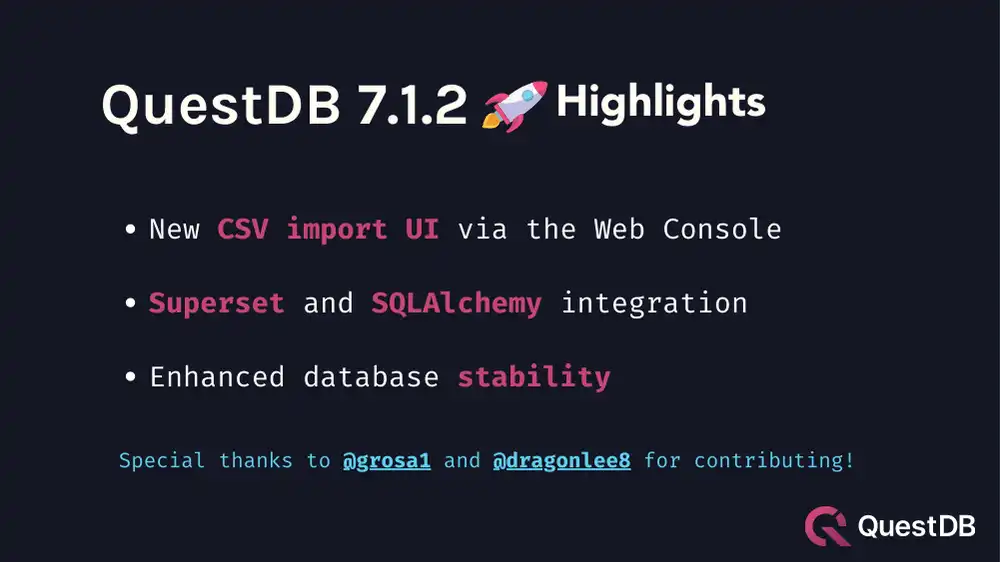 QuestDB 7.1.2 🚀 Highlights
• New CSV import UI via the Web Console
• Superset and SQLAlchemy integration
• Enhanced database stability
Special thanks to @grosa1 and @dragonlee8 for contributing!
QuestDB